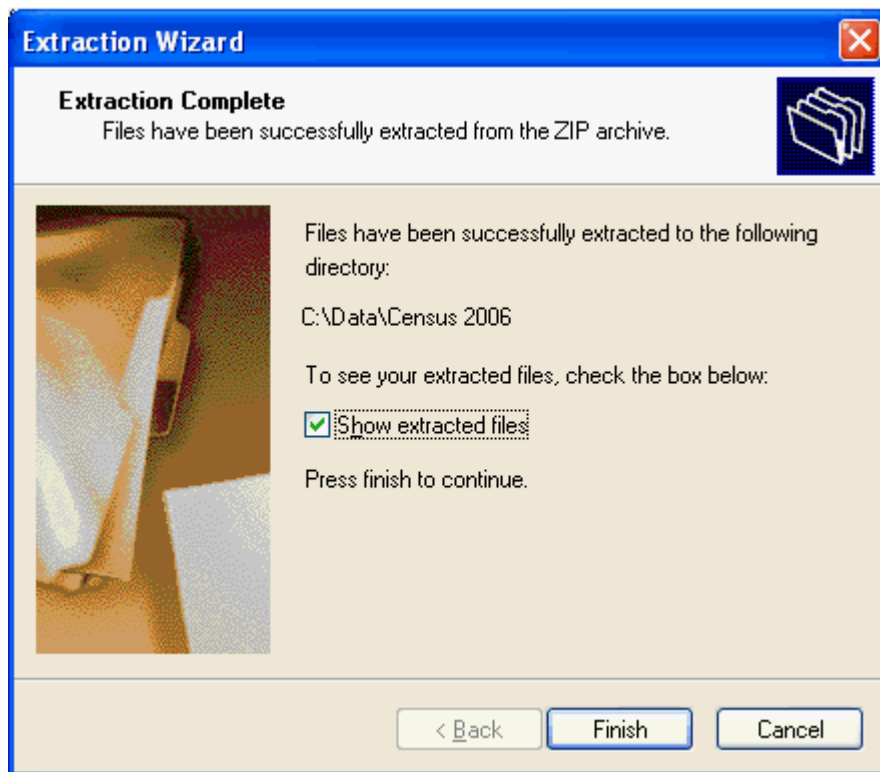 Extraction Wizard
Extraction Complete
Files have been successfully extracted from the ZIP archive.
Files have been successfully extracted to the following
directory:
C:\Data\Census 2006
To see your extracted files, check the box below:
Show extracted files
Press finish to continue.
< Back
Finish
Cancel